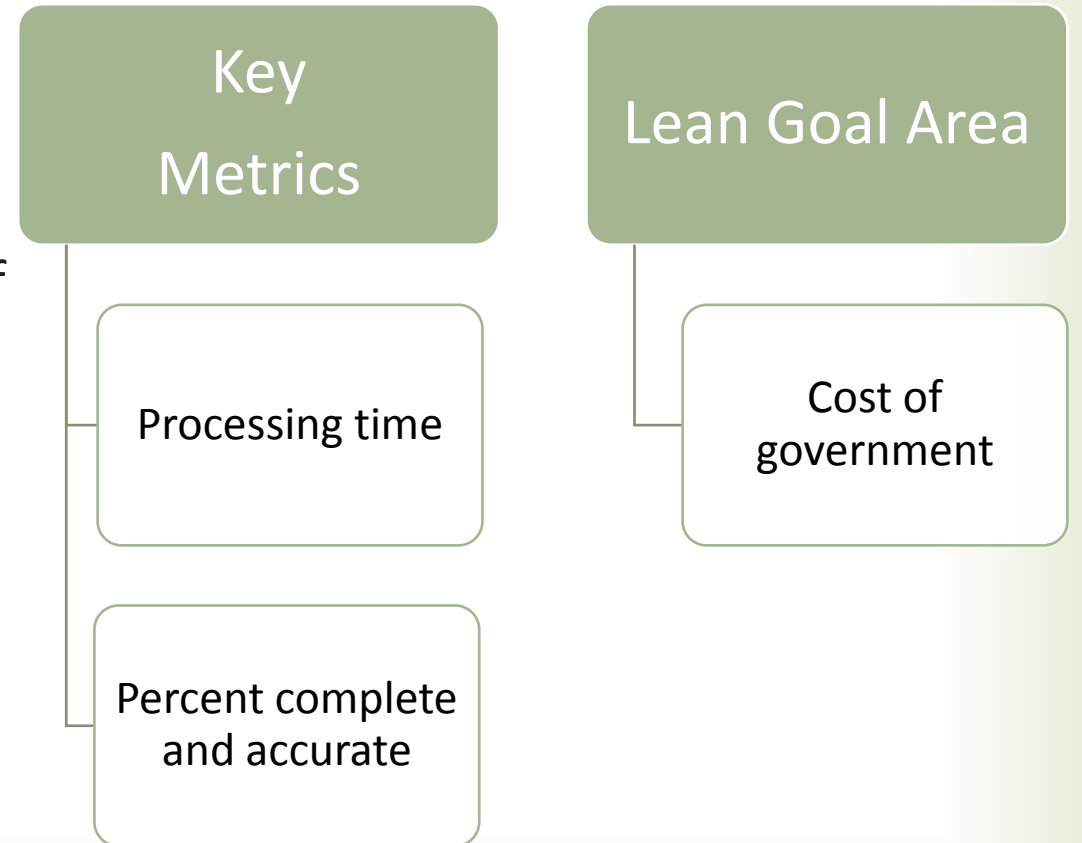 Key
Metrics
Lean Goal Area
f
Processing time
Cost of
government
Percent complete
and accurate